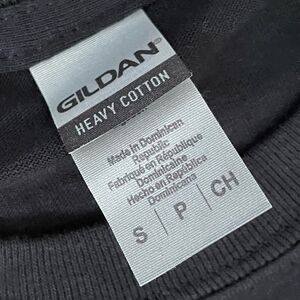 GILDAN®
HEAVY COTTON
Made in Dominican
Republic
Fabriqué en République
Dominicaine
Hecho en República
Dominicana
S | P | CH